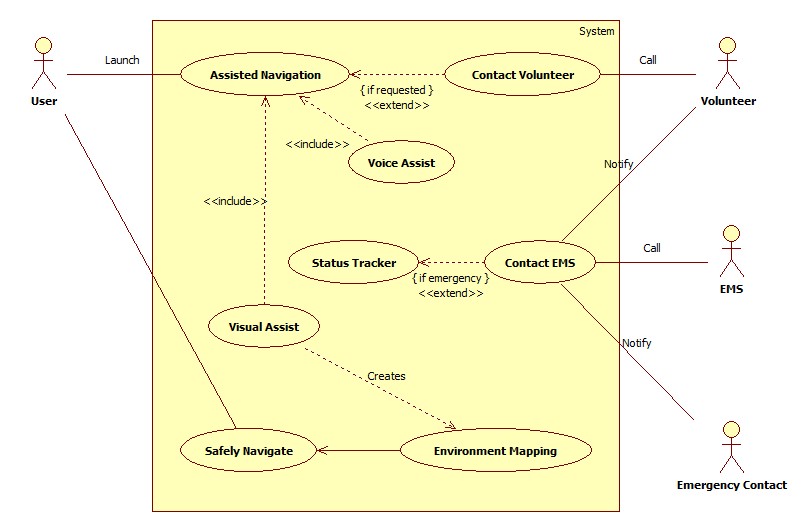 System
Launch
Call
Assisted Navigation
Contact Volunteer
{ if requested }
User
Volunteer
<<extend>>
<<include>>
Voice Assist
Notify
<<include>>
Call
Status Tracker
Contact EMS
{ if emergency }
EMS
<<extend>>
Visual Assist
Notify
Creates
Safely Navigate
Environment Mapping
Emergency Contact